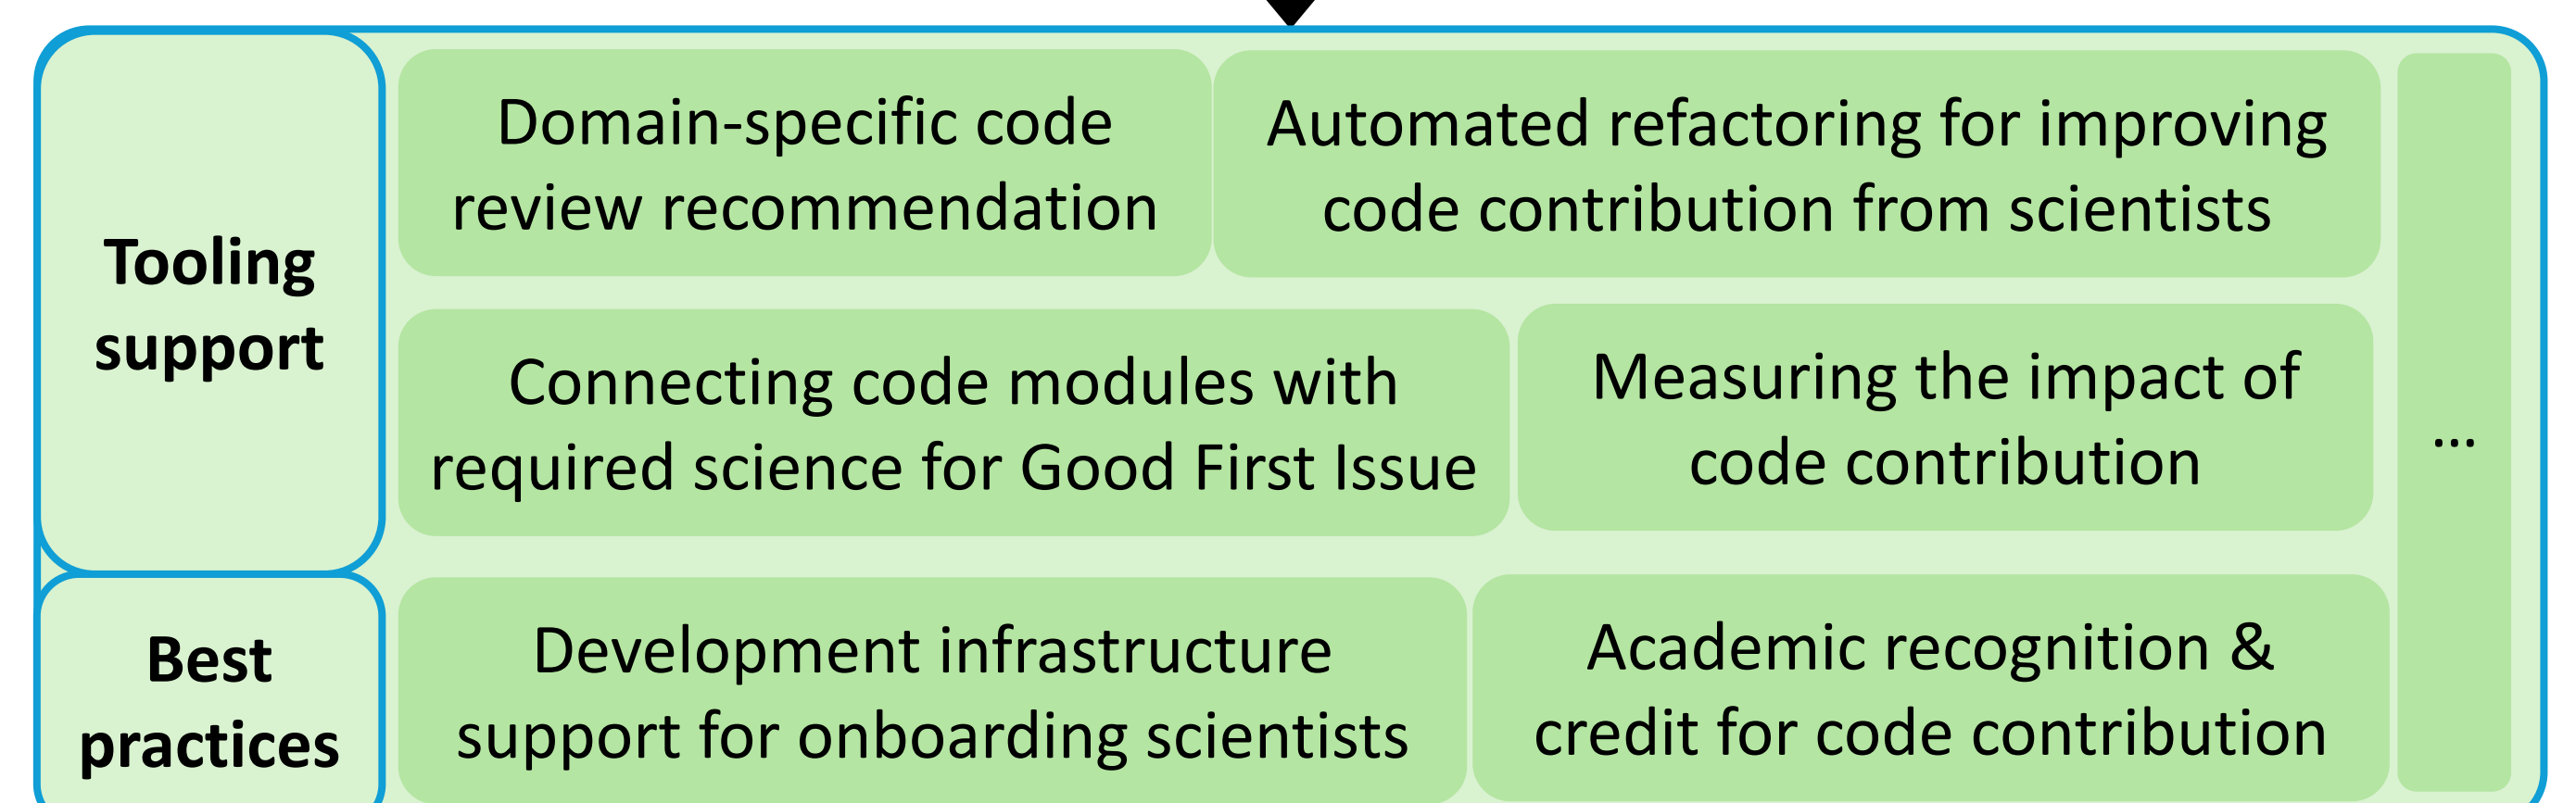 Tooling
support
Domain-specific code
review recommendation
Automated refactoring for improving
code contribution from scientists
Connecting code modules with
required science for Good First Issue
Measuring the impact of
code contribution
...
Best
practices
Development infrastructure
support for onboarding scientists
Academic recognition &
credit for code contribution